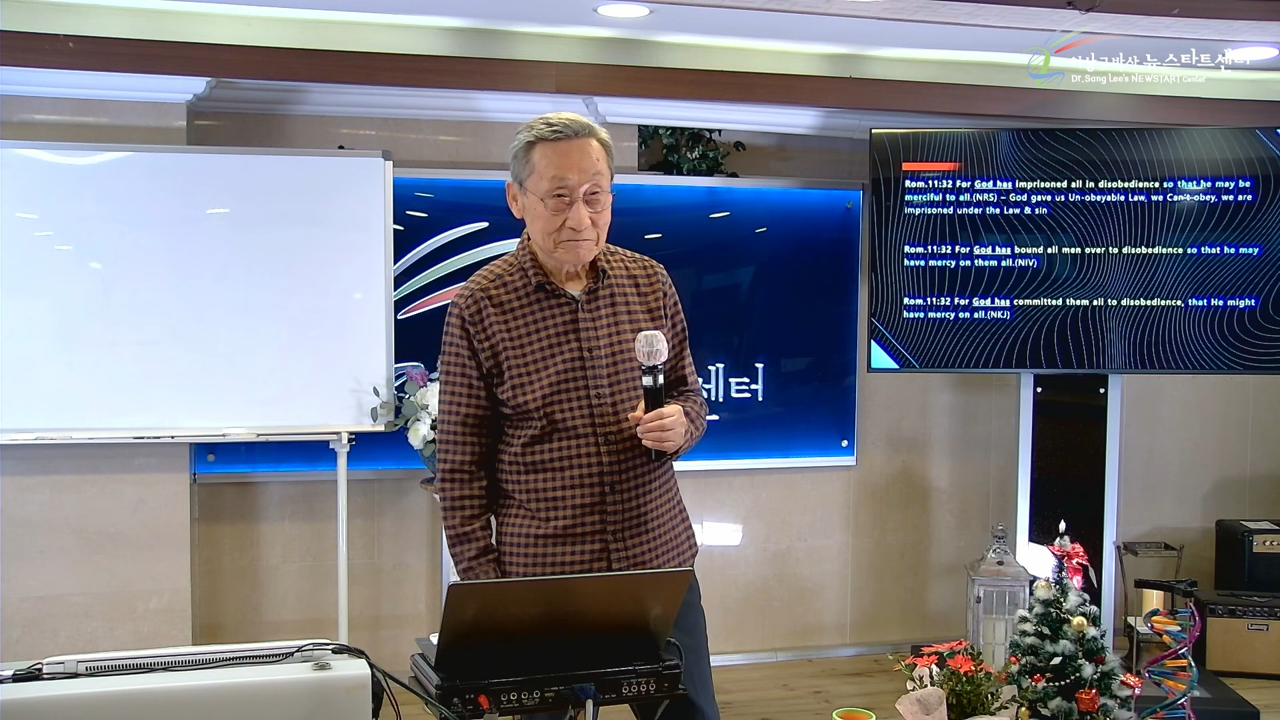 뉴스타트센터
Dr.Sang Lee's NEWSTART Center
Rom.11:32 For God has imprisoned all in disobedience so that he may be
merciful to all.(NRS) – God gave us Un-obeyable Law, we Can't obey, we are
imprisoned under the Law & sin
Rom.11:32 For God has bound all men over to disobedience so that he may
have mercy on them all.(NIV)
Rom.11:32 For God has committed them all to disobedience, that He might
have mercy on all.(NKJ)
센터
Laney